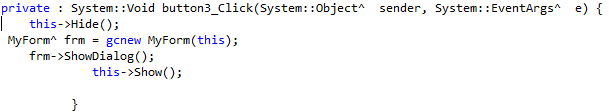 private : System::Void button3_Click(System::Object^  sender, System::EventArgs^  e) {
this->Hide();
MyForm^ frm = gcnew MyForm(this);
frm->ShowDialog();
this->Show();
}